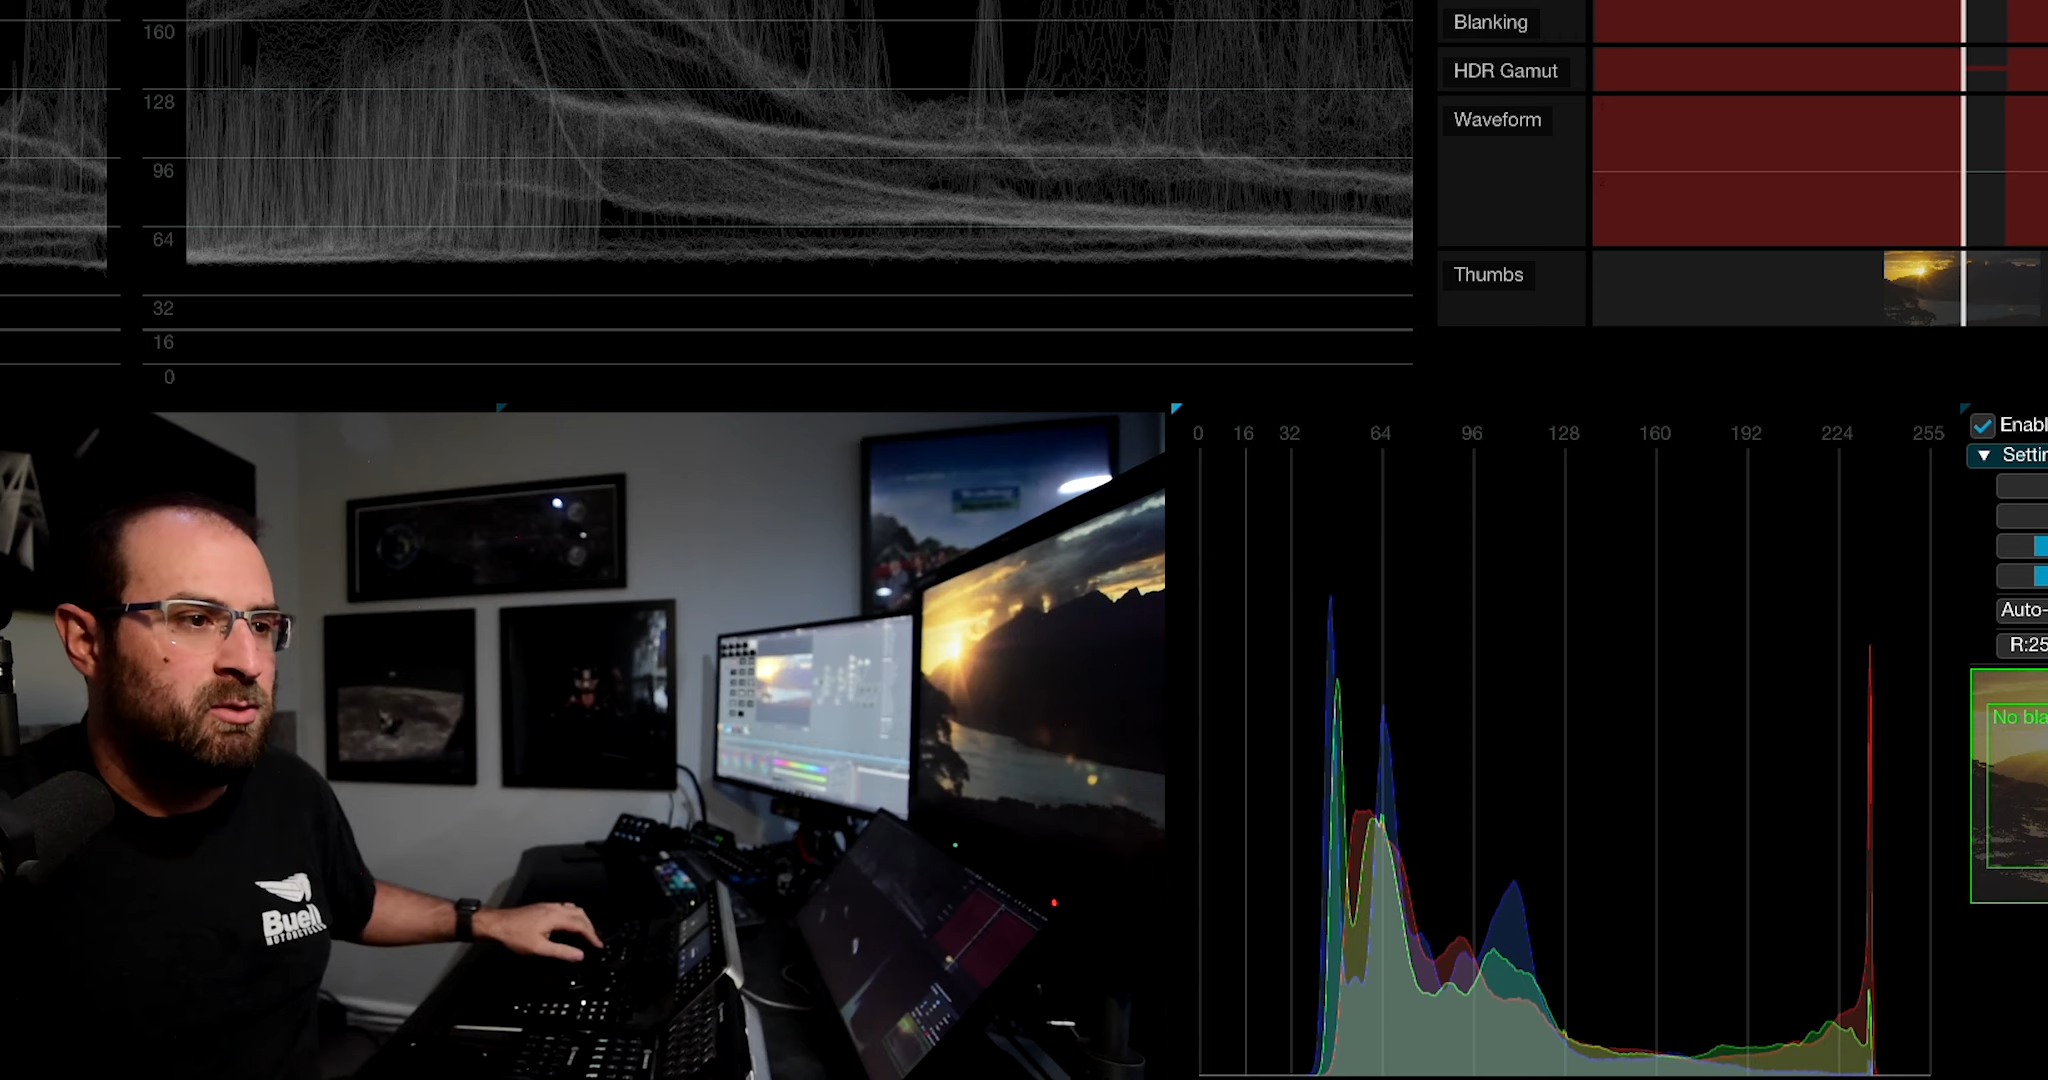 160
128
96
64
32
16
0
Blanking
HDR Gamut
Waveform
Thumbs
0 16 32 64 96 128 160 192 224 255
Enabl
Settin
Auto-
R:25
No bla
Buell
MOTORCYCLES